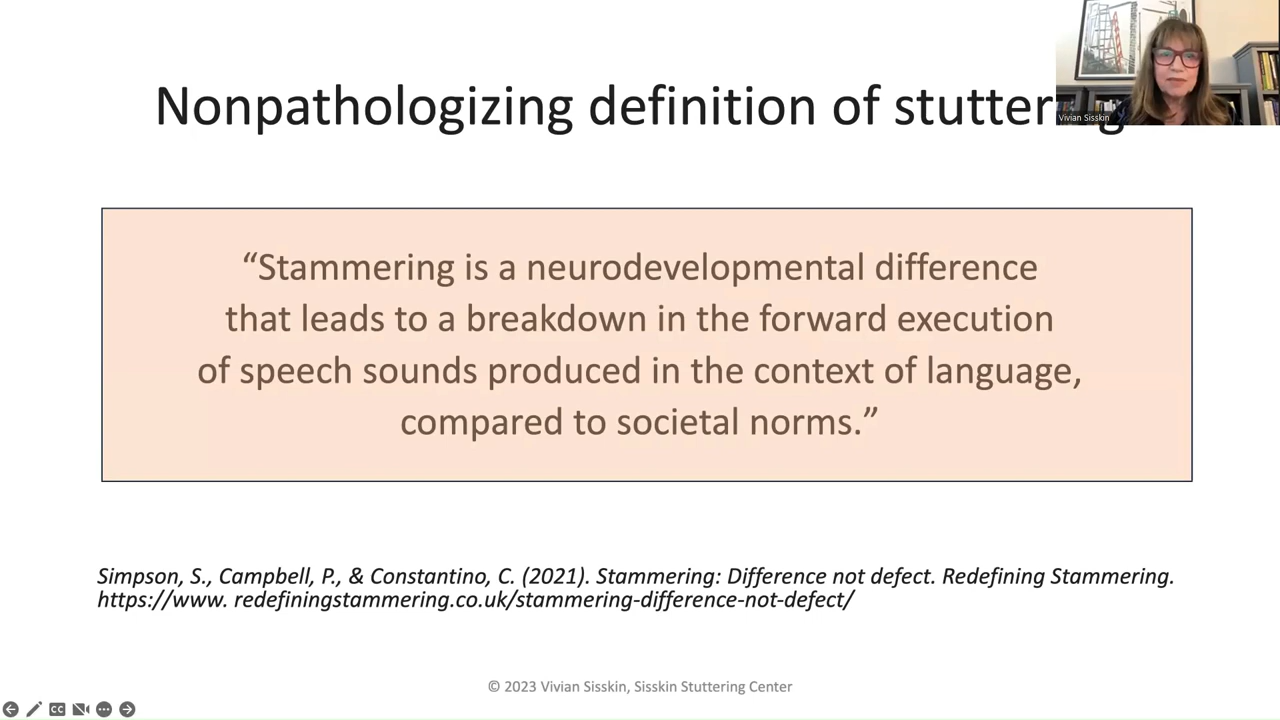 Nonpathologizing definition of stutter g
Vivian Sisskin
“Stammering is a neurodevelopmental difference
that leads to a breakdown in the forward execution
of speech sounds produced in the context of language,
compared to societal norms.”
Simpson, S., Campbell, P., & Constantino, C. (2021). Stammering: Difference not defect. Redefining Stammering.
https://www. redefiningstammering.co.uk/stammering-difference-not-defect/
© 2023 Vivian Sisskin, Sisskin Stuttering Center
CC